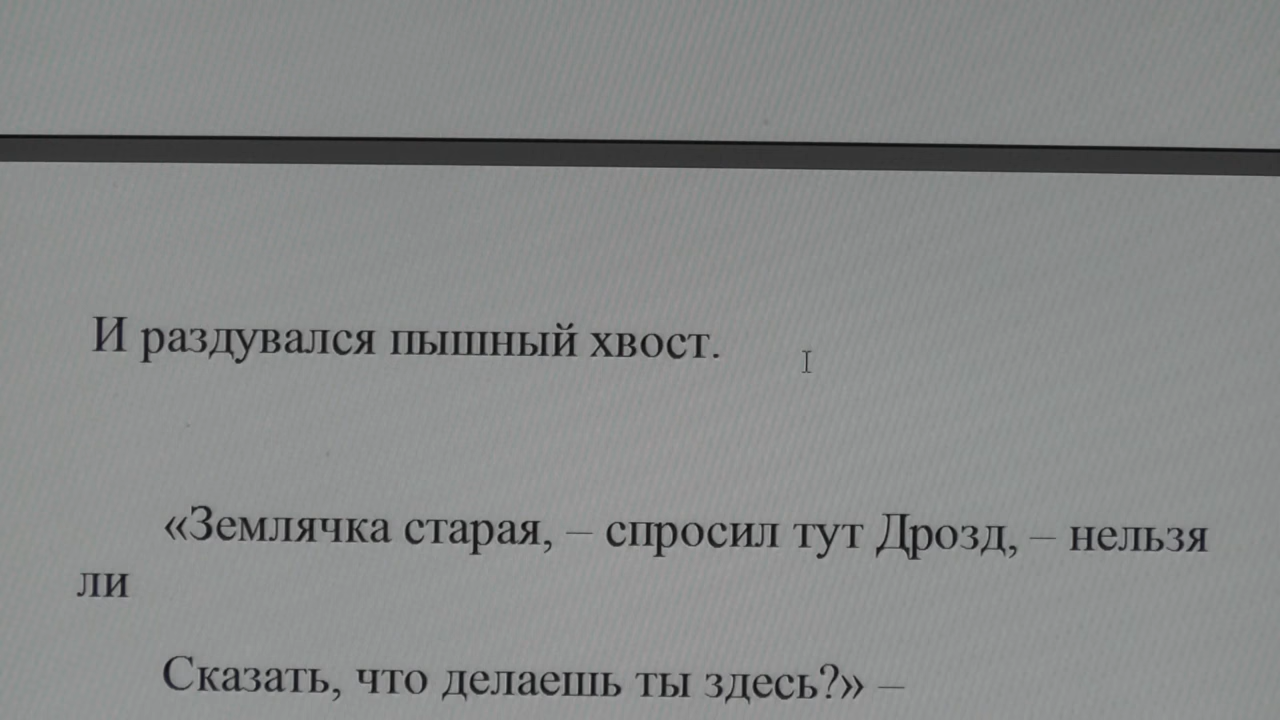 И раздувался пышный хвост.
«Землячка старая, – спросил тут Дрозд, – нельзя
ли
Сказать, что делаешь ты здесь?» –